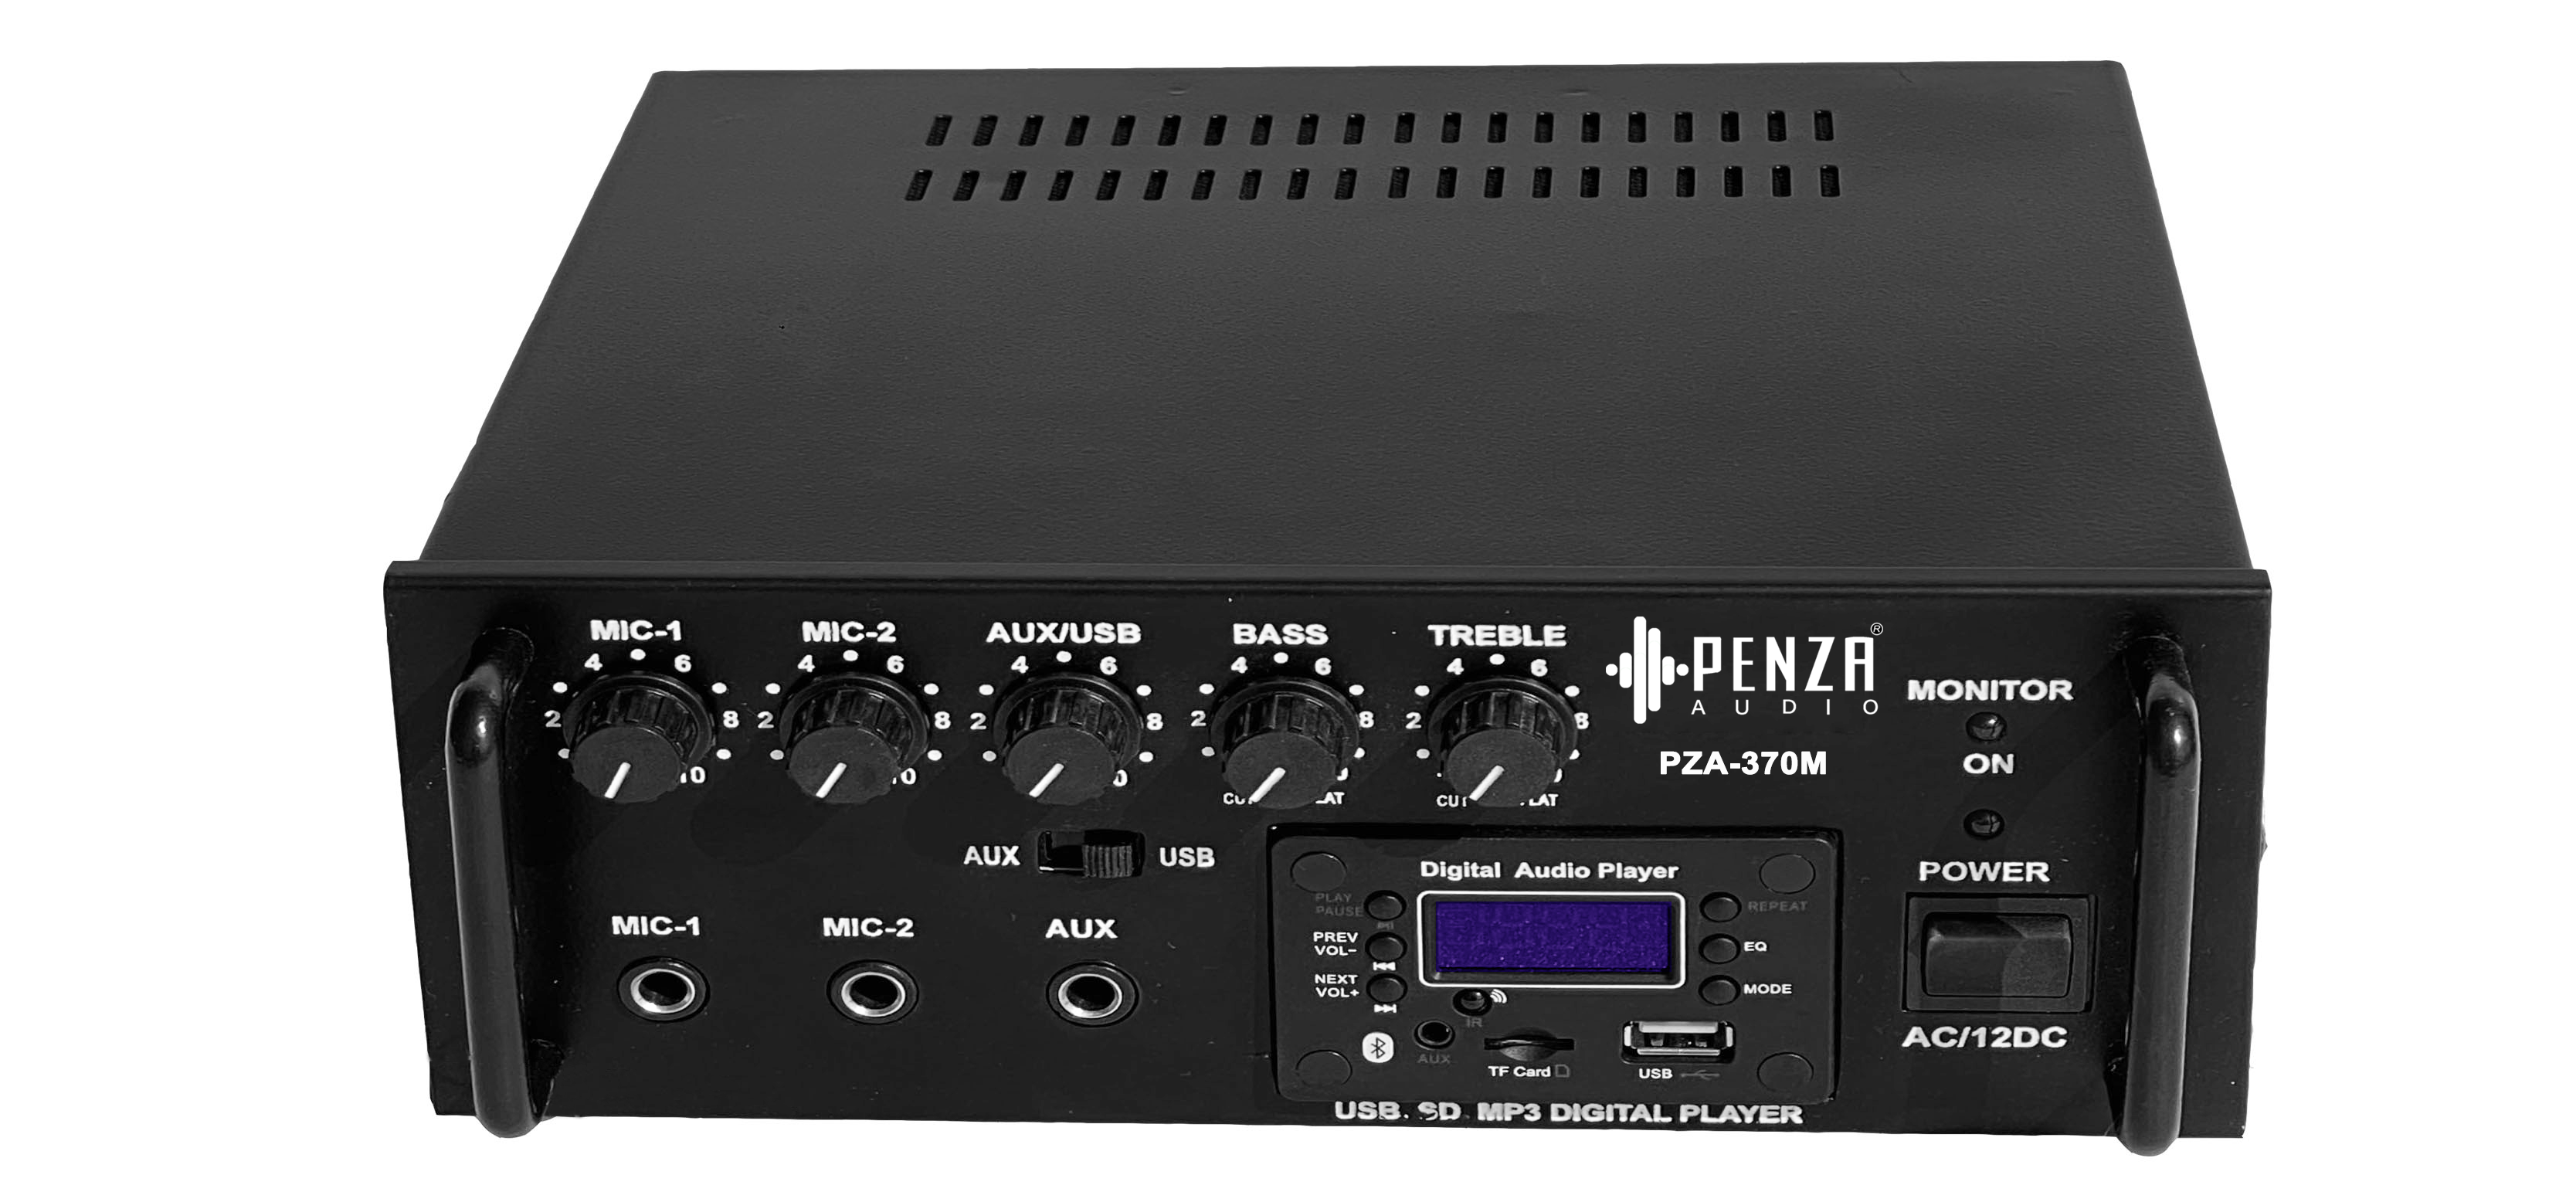 MIC-1
MIC-2
AUX/USB
BASS
TREBLE
4 6
2 8
10
4 6
2 8
4 6
2 8
4 6
2 8
4 6
2 8
PENZA®
AUDIO
PZA-370M
MONITOR
ON
POWER
AC/12DC
AUX
USB
MIC-1
MIC-2
AUX
Digital Audio Player
PLAY
PAUSE
PREV
VOL-
NEXT
VOL+
REPEAT
EQ
MODE
IR
AUX
TF Card
USB
USB. SD MP3 DIGITAL PLAYER